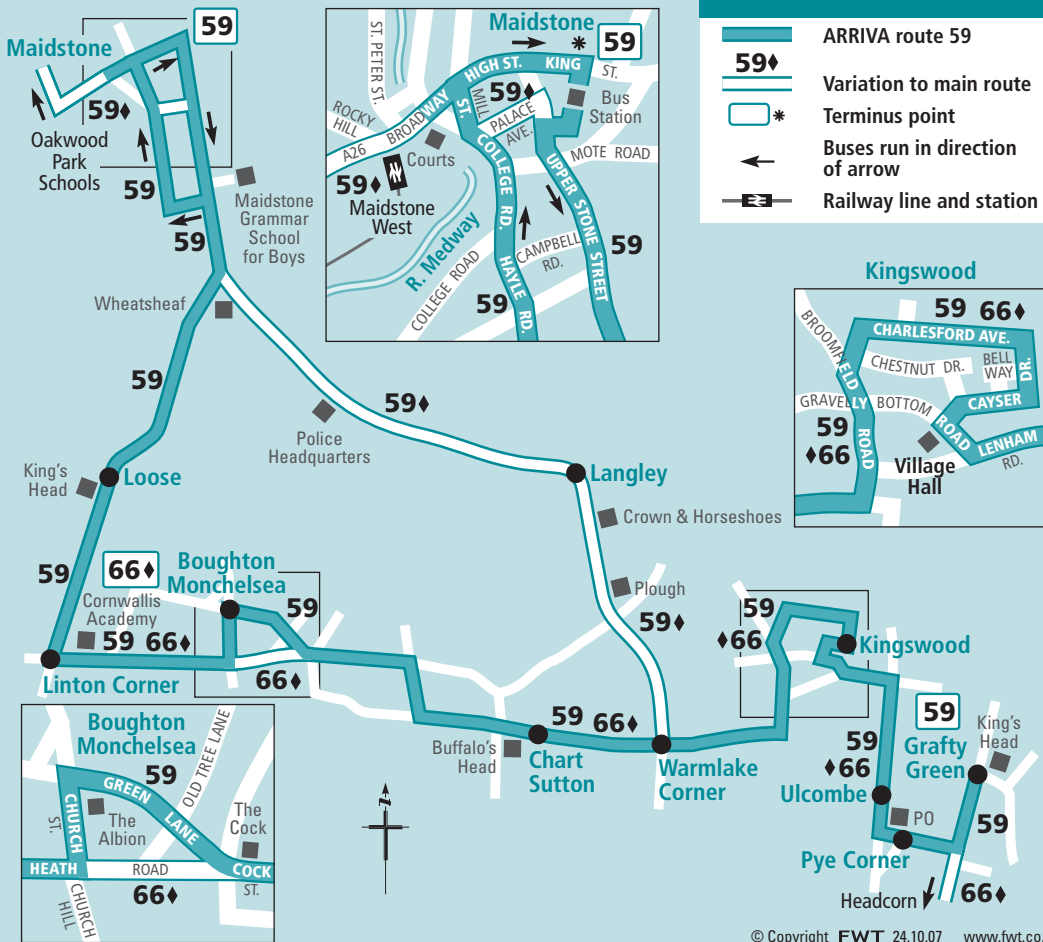 Maidstone
59
59♦
Oakwood
Park
Schools
59
Maidstone
Grammar
School
for Boys
59
Wheatsheaf
59
King's
Head
Loose
59
Police
Headquarters
59♦
Langley
Crown & Horseshoes
Plough
59♦
66♦
Boughton
Monchelsea
59
Cornwallis
Academy
59 66♦
Linton Corner
66♦
Buffalo's
Head
59 66♦
Chart
Sutton
Warmlake
Corner
59
♦66
Kingswood
59
King's
Head
59
♦66
Grafty
Green
Ulcombe
PO
59
Pye Corner
Headcorn
66♦
Maidstone
* 59
ST. PETER ST.
HIGH ST.
KING
ST.
59♦
MILL
ST.
PALACE
AVE.
Bus
Station
ROCKY
HILL
A26
BROADWAY
Courts
MOTE ROAD
59♦
Maidstone
West
COLLEGE RD.
UPPER STONE STREET
R. Medway
CAMPBELL
RD.
59
COLLEGE ROAD
HAYLE RD.
59
ARRIVA route 59
59♦
Variation to main route
*
Terminus point
Buses run in direction
of arrow
Railway line and station
Kingswood
59 66♦
BROOMFIELD
ROAD
CHARLESFORD AVE.
CHESTNUT DR.
BELL
WAY
DR.
CAYSER
GRAVELLY BOTTOM
ROAD
59
♦66
LENHAM
RD.
Village
Hall
Boughton
Monchelsea
59
OLD TREE LANE
GREEN
LANE
CHURCH
ST.
The
Albion
The
Cock
HEATH
ROAD
COCK
ST.
66♦
CHURCH
HILL
© Copyright FWT 24.10.07 www.fwt.co.